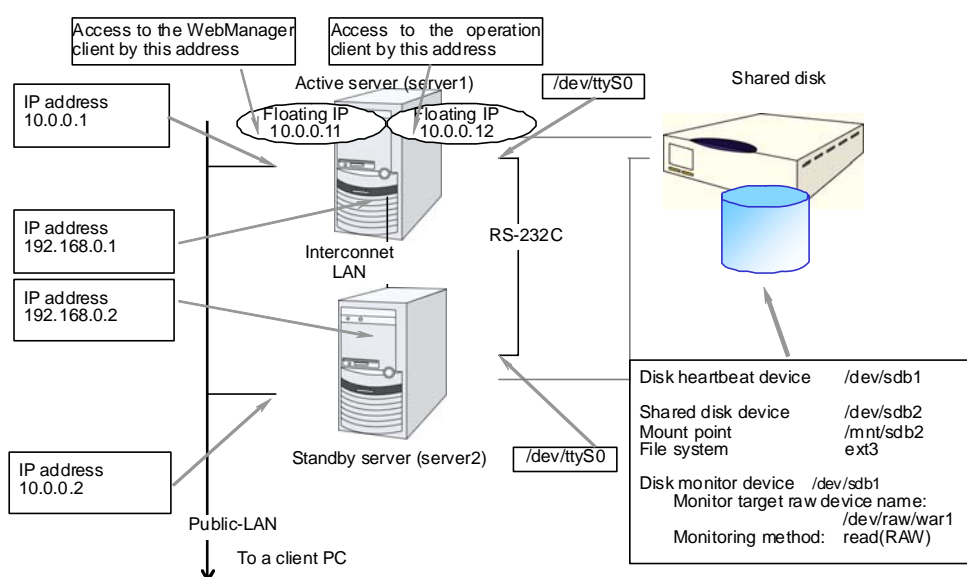 Access to the WebManager
client by this address
Access to the operation
client by this address
Active server (server1)
/dev/ttyS0
Shared disk
IP address
10.0.0.1
Floating IP
10.0.0.11
Floating IP
10.0.0.12
IP address
192.168.0.1
Interconnet
LAN
RS-232C
IP address
192.168.0.2
Disk heartbeat device /dev/sdb1
Shared disk device /dev/sdb2
Mount point /mnt/sdb2
File system ext3
Disk monitor device /dev/sdb1
Monitor target raw device name:
/dev/raw/war1
Monitoring method: read(RAW)
Standby server (server2)
/dev/ttyS0
IP address
10.0.0.2
Public-LAN
To a client PC